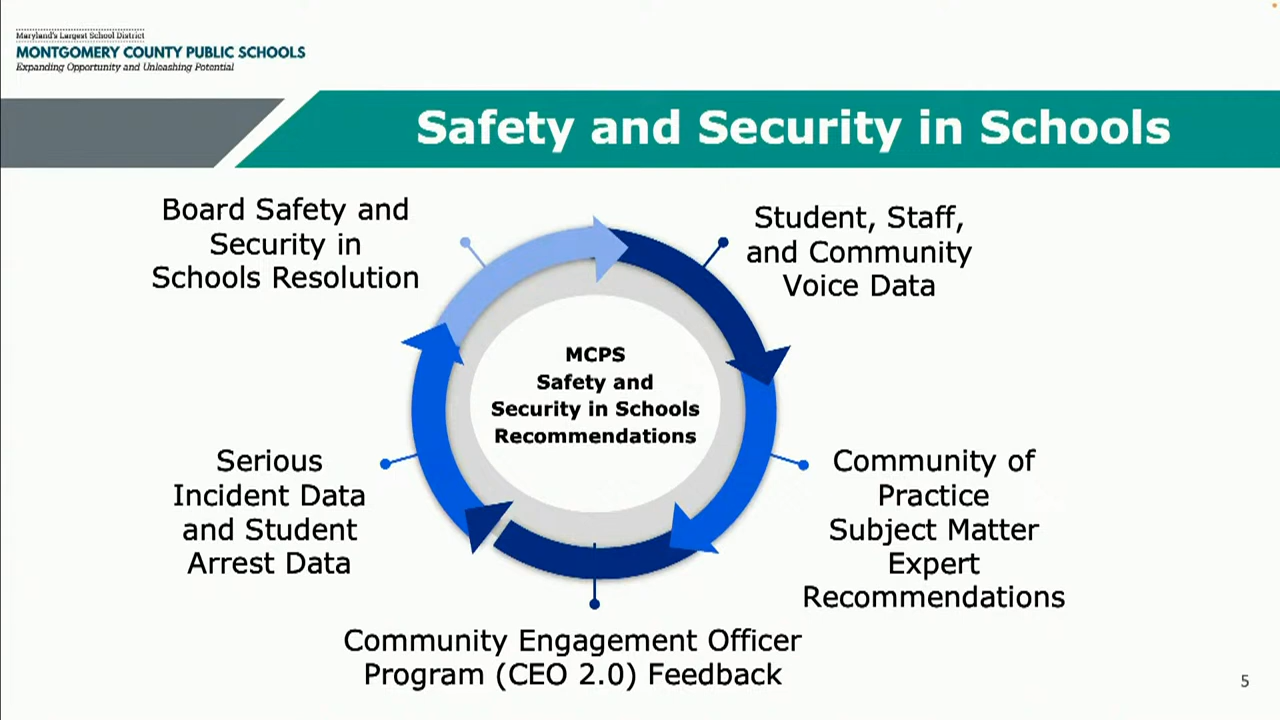 Maryland's Largest School District
MONTGOMERY COUNTY PUBLIC SCHOOLS
Expanding Opportunity and Unleashing Potential
Safety and Security in Schools
Board Safety and
Security in
Schools Resolution
Student, Staff,
and Community
Voice Data
MCPS
Safety and
Security in Schools
Recommendations
Serious
Incident Data
and Student
Arrest Data
Community of
Practice
Subject Matter
Expert
Recommendations
Community Engagement Officer
Program (CEO 2.0) Feedback
5